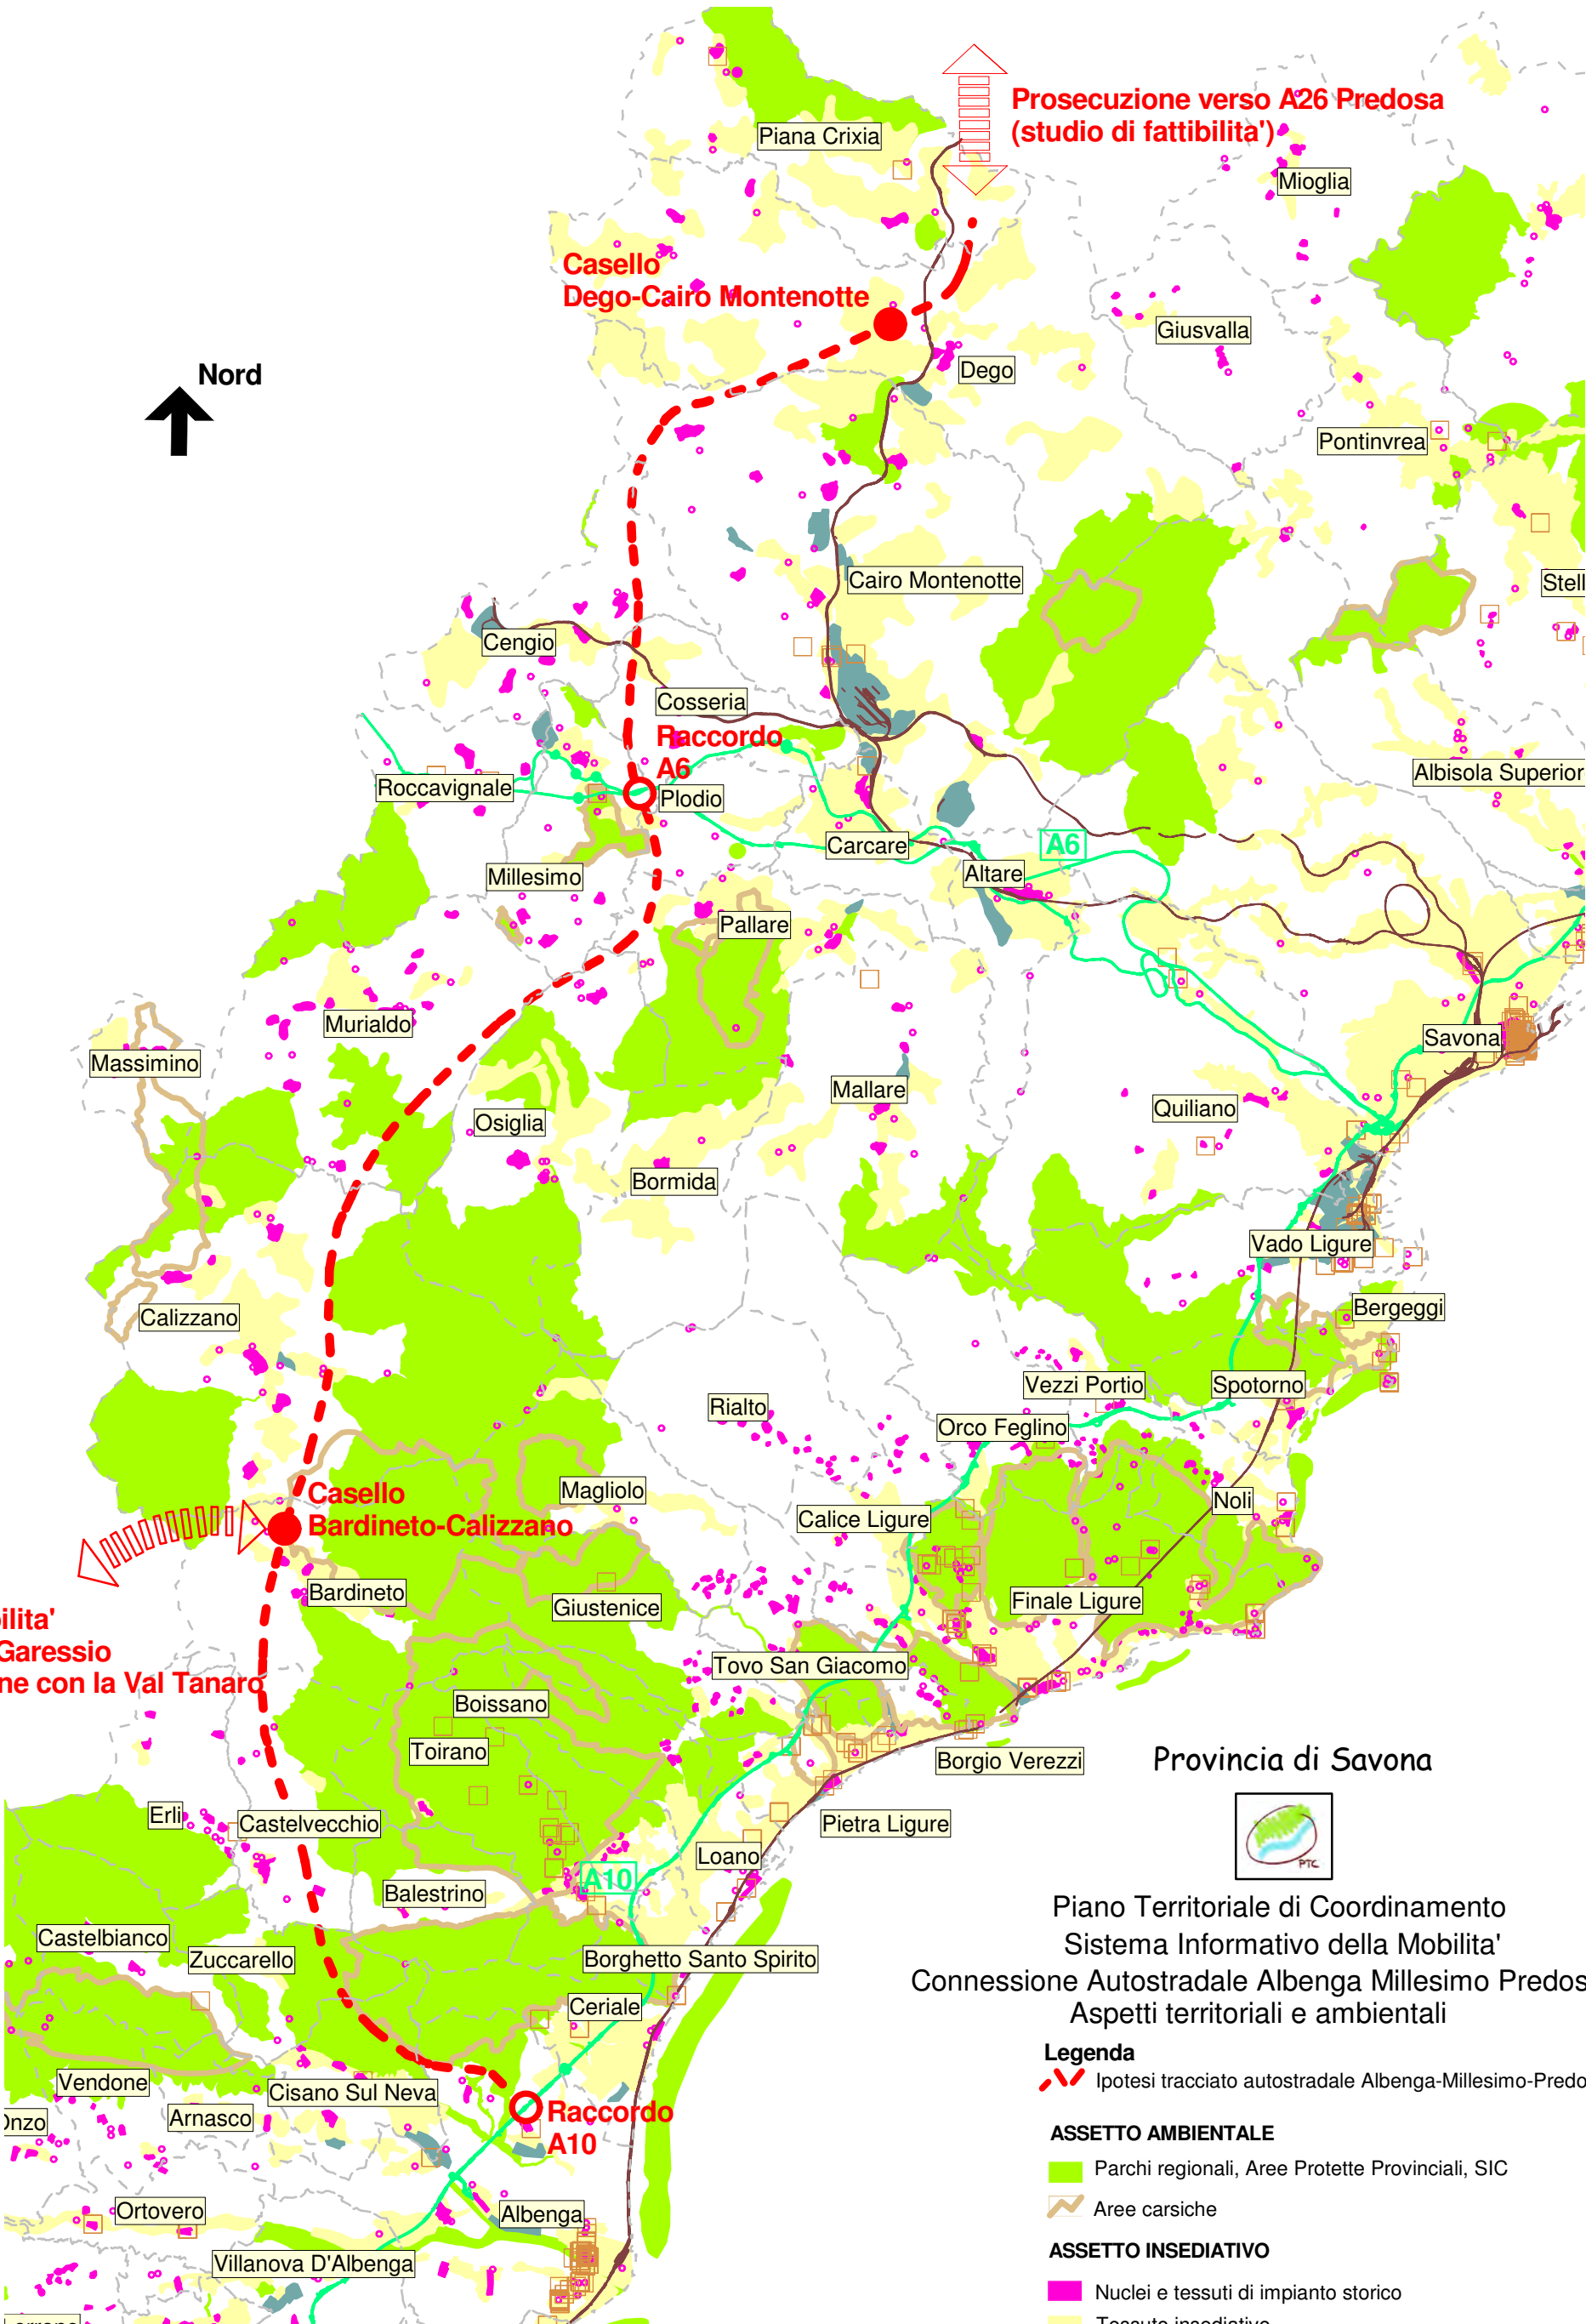 Prosecuzione verso A26 Predosa
(studio di fattibilita')
Piana Crixia
Mioglia
Casello
Dego-Cairo Montenotte
Giusvalla
Dego
Nord
Pontinvrea
Cairo Montenotte
Stell
Cengio
Cosseria
Raccordo
A6
Albisola Superior
Roccavignale
Plodio
Carcare
A6
Altare
Millesimo
Pallare
Murialdo
Savona
Massimino
Mallare
Quiliano
Osiglia
Bormida
Vado Ligure
Bergeggi
Calizzano
Vezzi Portio
Spotorno
Rialto
Orco Feglino
Magliolo
Casello
Bardineto-Calizzano
Noli
Calice Ligure
Bardineto
Giustenice
Finale Ligure
ilita'
Garessio
ne con la Val Tanaro
Tovo San Giacomo
Boissano
Toirano
Borgio Verezzi
Provincia di Savona
PTC
Erli
Castelvecchio
Pietra Ligure
Loano
A10
Balestrino
Piano Territoriale di Coordinamento
Castelbianco
Sistema Informativo della Mobilita'
Zuccarello
Borghetto Santo Spirito
Connessione Autostradale Albenga Millesimo Predos
Ceriale
Aspetti territoriali e ambientali
Legenda
Ipotesi tracciato autostradale Albenga-Millesimo-Predo
Vendone
Cisano Sul Neva
Arnasco
nzo
Raccordo
A10
ASSETTO AMBIENTALE
Parchi regionali, Aree Protette Provinciali, SIC
Ortovero
Albenga
Aree carsiche
ASSETTO INSEDIATIVO
Villanova D'Albenga
Nuclei e tessuti di impianto storico
Tessuto insediativo